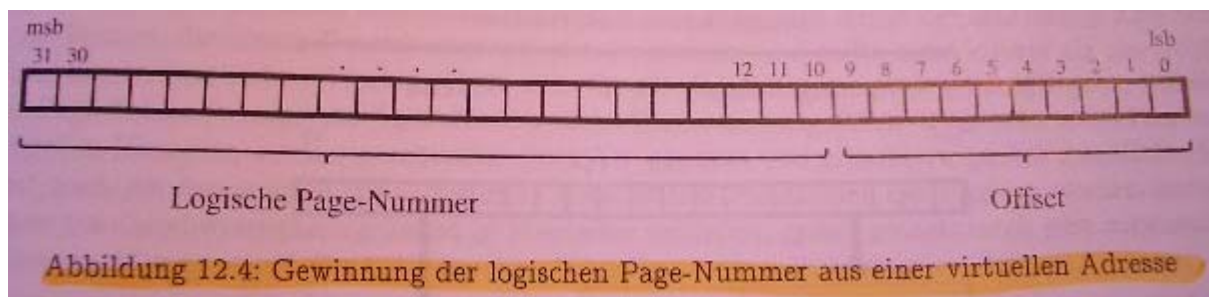 msb
lsb
31 30 . . . . 12 11 10 9 8 7 6 5 4 3 2 1 0
Logische Page-Nummer Offset
Abbildung 12.4: Gewinnung der logischen Page-Nummer aus einer virtuellen Adresse